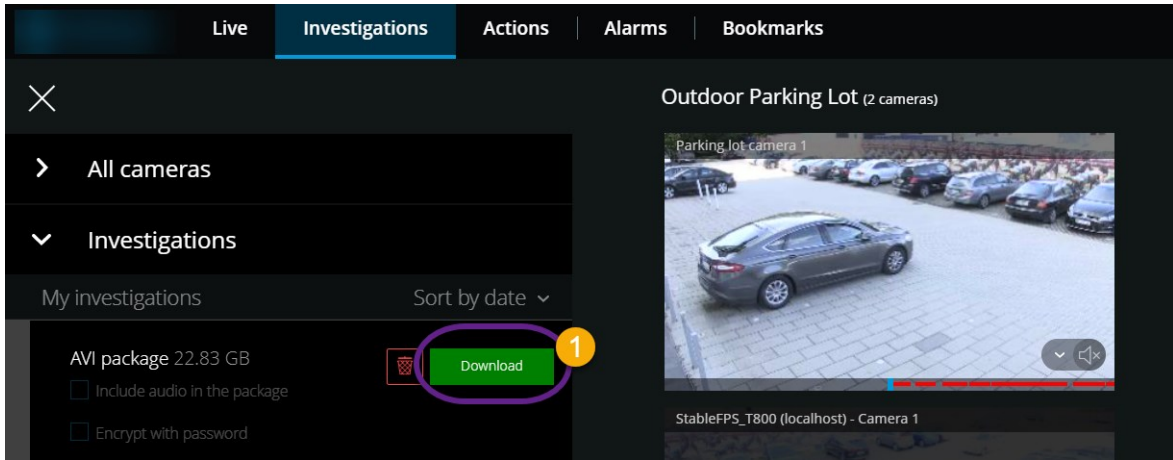 Live Investigations Actions Alarms Bookmarks
Outdoor Parking Lot (2 cameras)
All cameras
Investigations
My investigations Sort by date
AVI package 22.83 GB
Download
1
Include audio in the package
Encrypt with password
Parking lot camera 1
StableFPS_T800 (localhost) - Camera 1